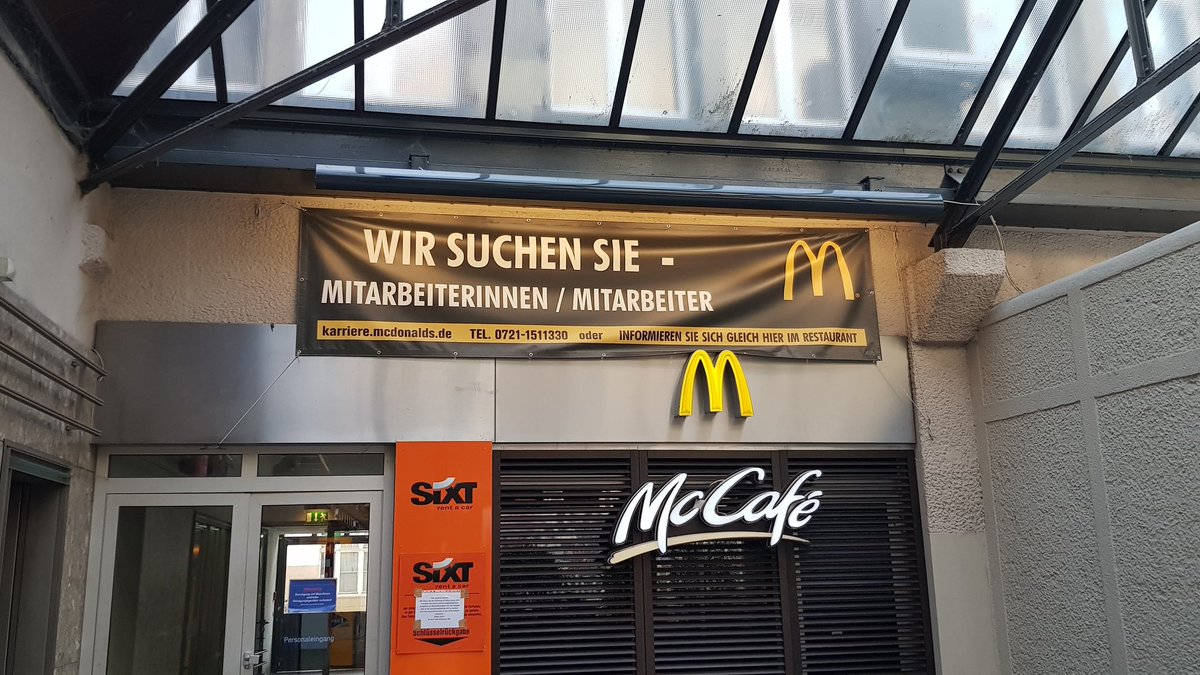 WIR SUCHEN SIE -
MITARBEITERINNEN / MITARBEITER
karriere.mcdonalds.de TEL. 0721-1511330 oder INFORMIEREN SIE SICH GLEICH HIER IM RESTAURANT
McCafé
SIXT
rent a car
SIXT
rent a car
Schlüsselrückgabe
Personaleingang